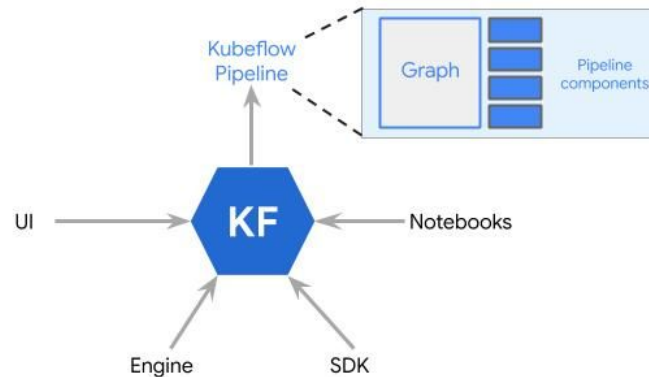 Kubeflow
Pipeline
Graph
Pipeline
components
UI
KF
Notebooks
Engine
SDK